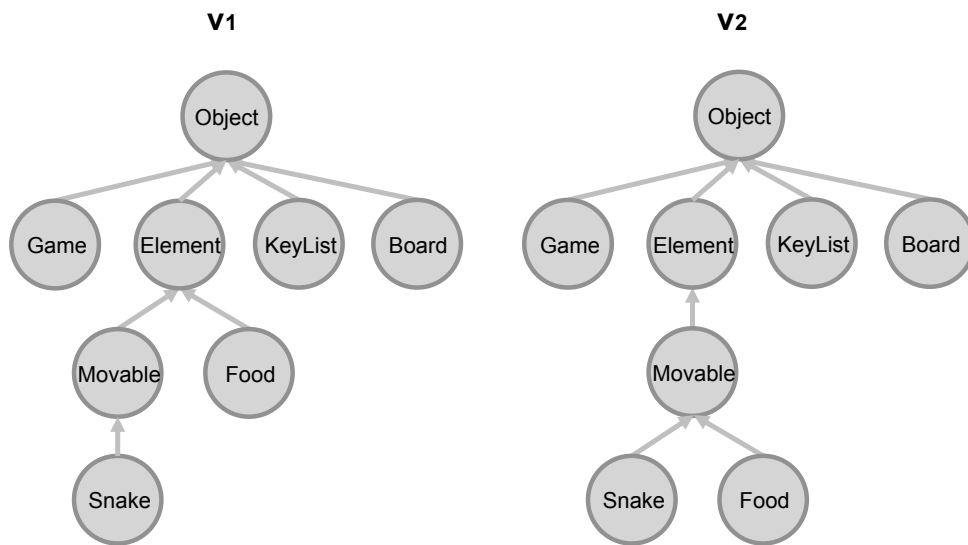 v1
Object
Game
Element
KeyList
Board
Movable
Food
Snake
v2
Object
Game
Element
KeyList
Board
Movable
Snake
Food